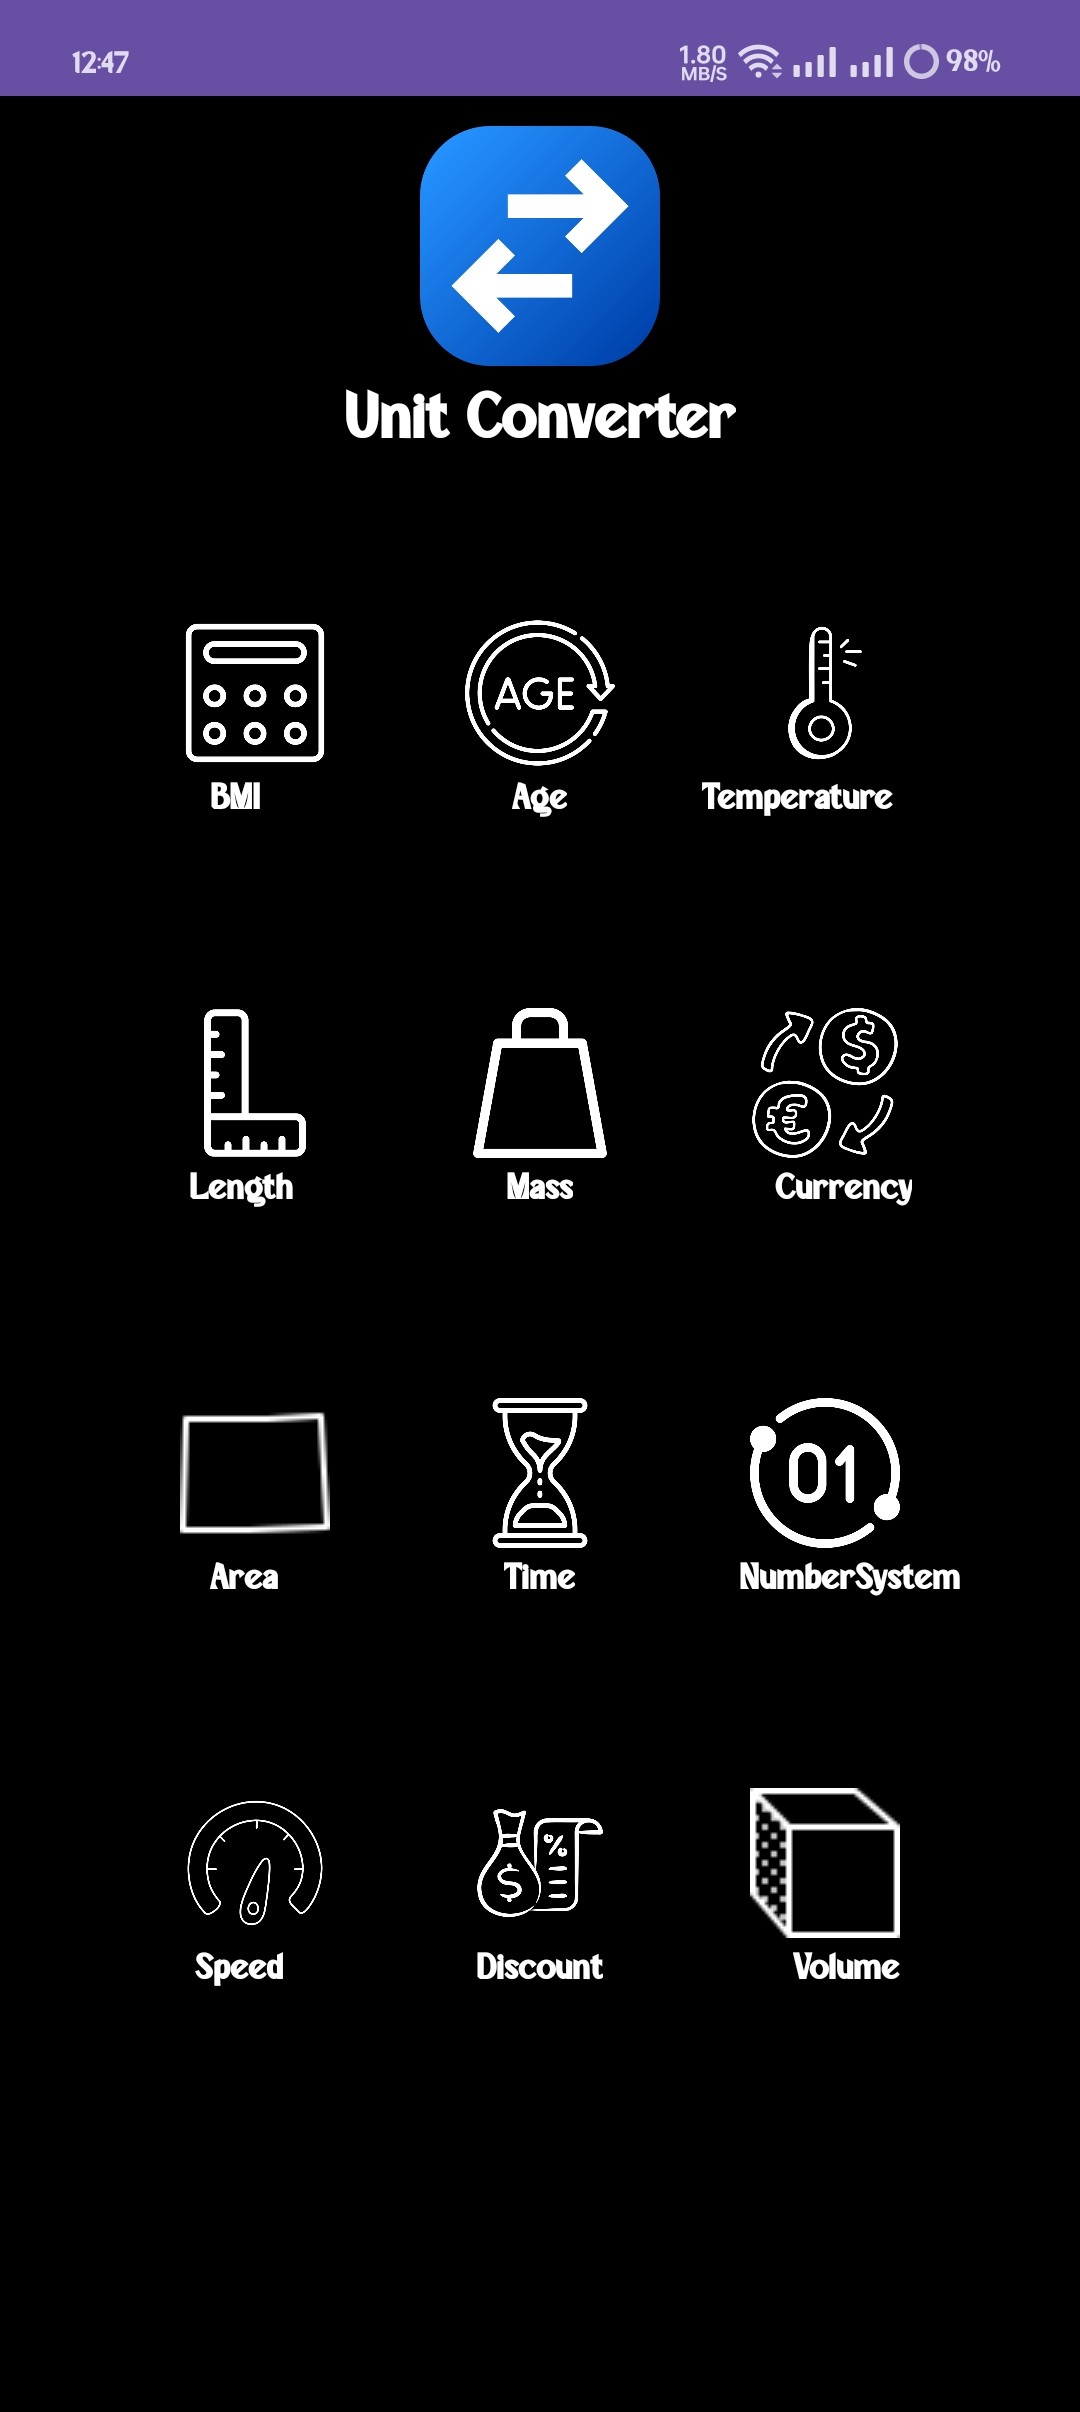 12:47 1.80 MB/S 98%
Unit Converter
AGE
BMI Age Temperature
$
€
Length Mass Currency
01
Area Time NumberSystem
%
$
Speed Discount Volume